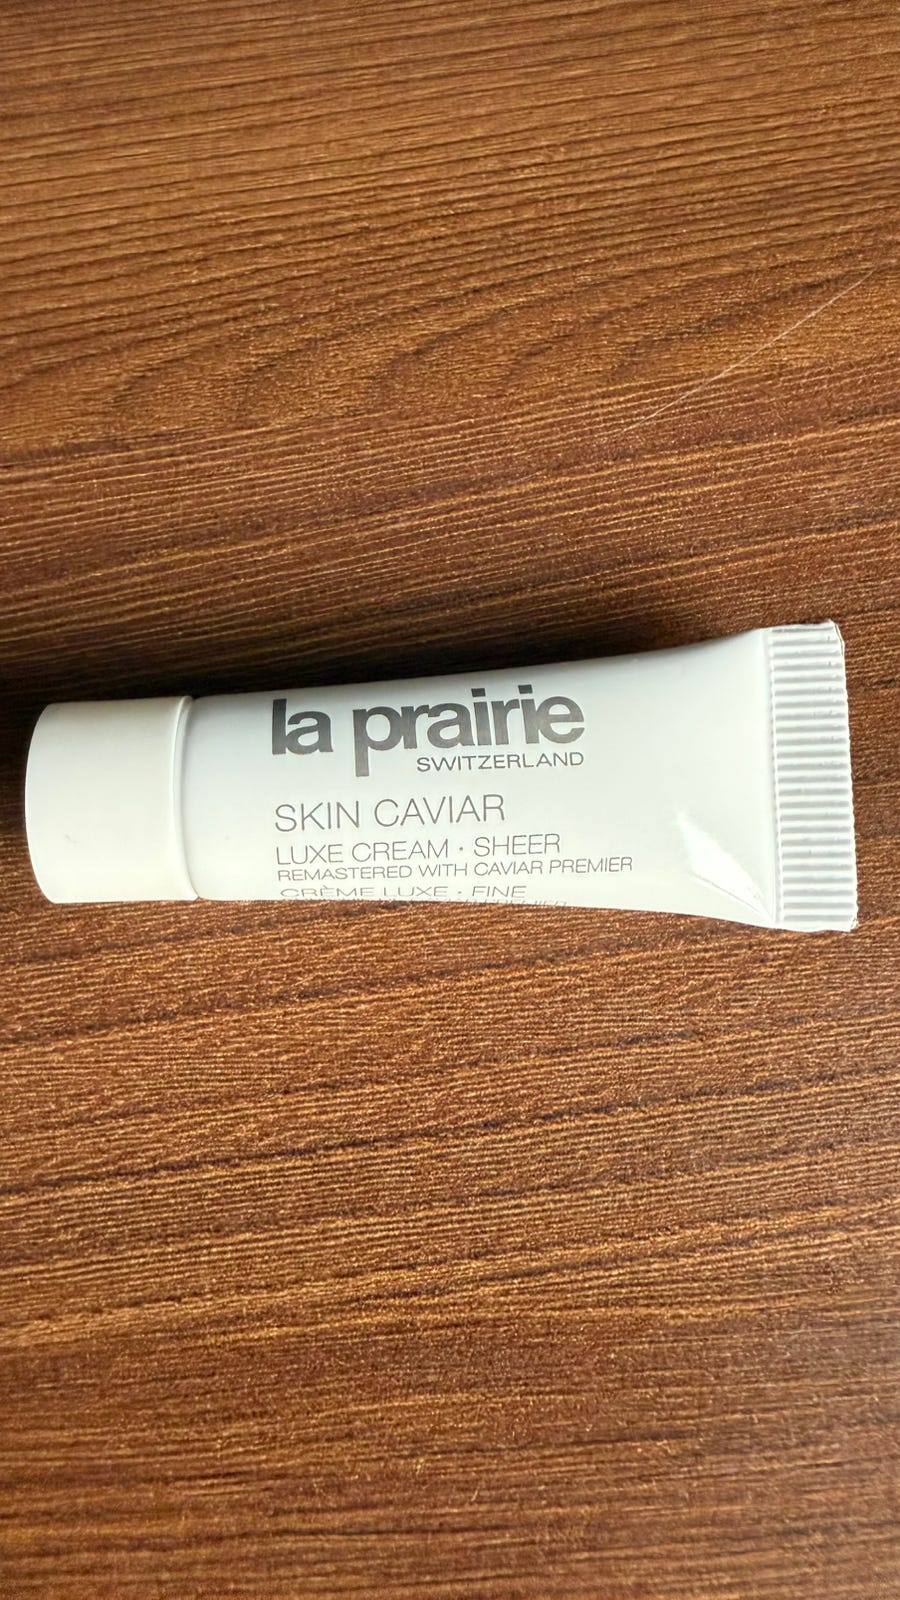 la prairie
SWITZERLAND
SKIN CAVIAR
LUXE CREAM · SHEER
REMASTERED WITH CAVIAR PREMIER
CRÈME LUXE · FINE